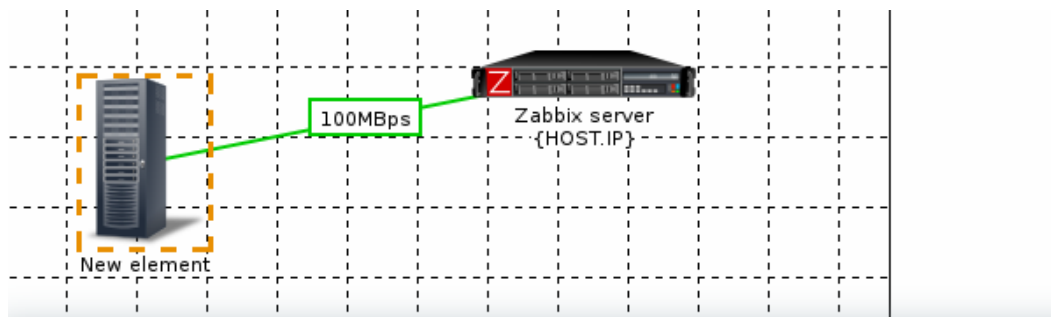 Z
100MBps
Zabbix server
{HOST.IP}
New element